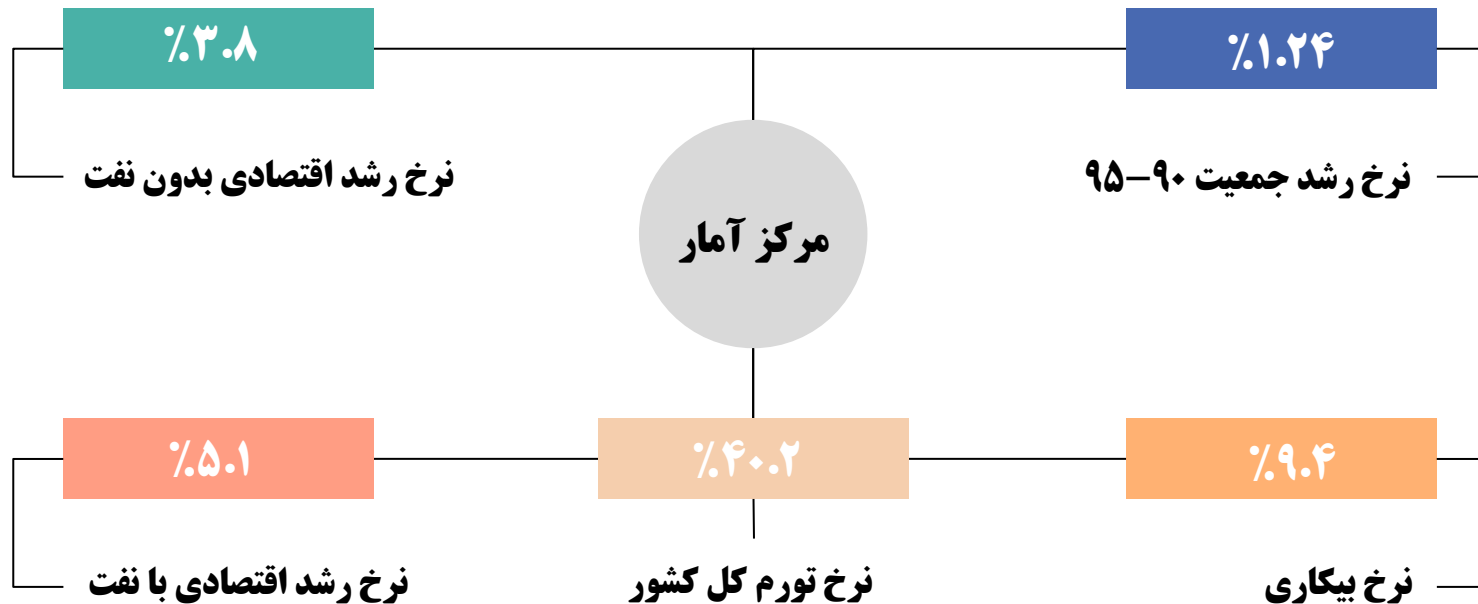 %۱.۲۴
نرخ رشد جمعیت ۹۰-۹۵
%۳.۸
نرخ رشد اقتصادی بدون نفت
مرکز آمار
%۹.۴
نرخ بیکاری
%۴۰.۲
نرخ تورم کل کشور
%۵.۱
نرخ رشد اقتصادی با نفت